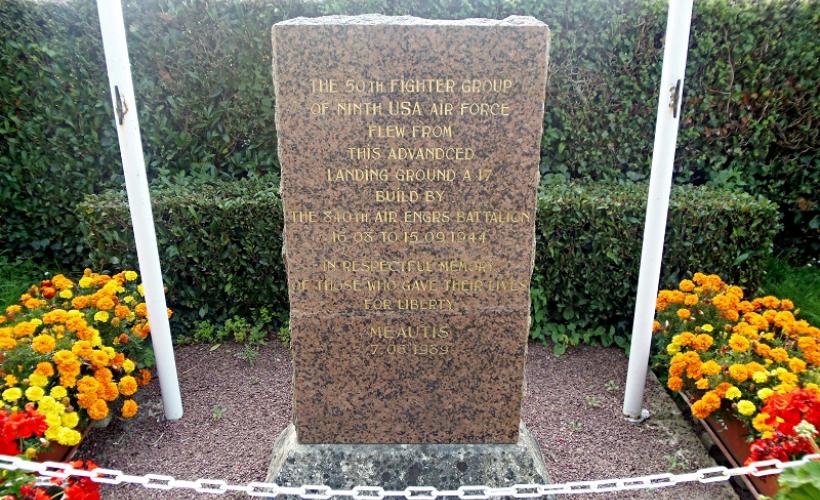 THE 50TH FIGHTER GROUP
OF NINTH USA AIR FORCE
FLEW FROM
THIS ADVANDCED
LANDING GROUND A 17
BUILD BY
THE 840TH AIR ENGRS BATTALION
16.08 TO 15.09.1944
IN RESPECTFUL MEMORY
OF THOSE WHO GAVE THEIR LIVES
FOR LIBERTY
MEAUTIS
7.06.1989